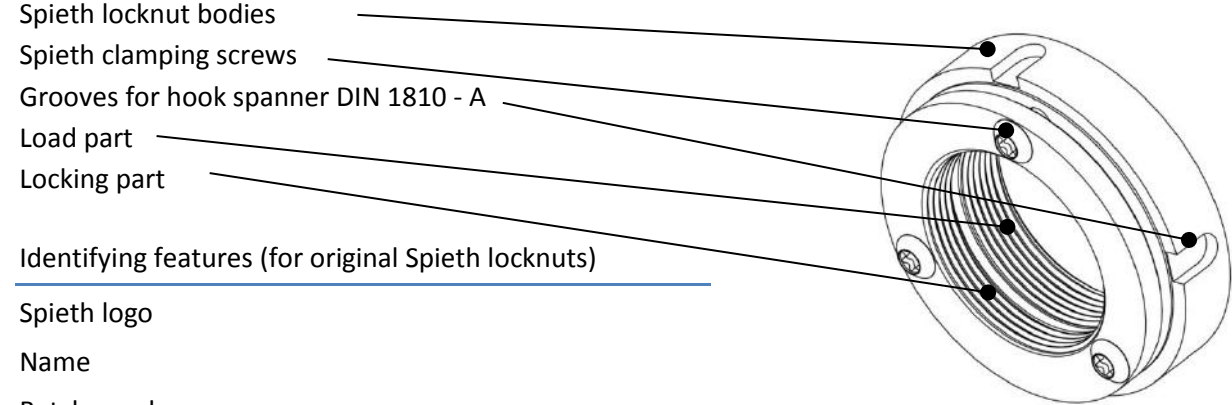 Spieth locknut bodies
Spieth clamping screws
Grooves for hook spanner DIN 1810 - A
Load part
Locking part
Identifying features (for original Spieth locknuts)
Spieth logo
Name